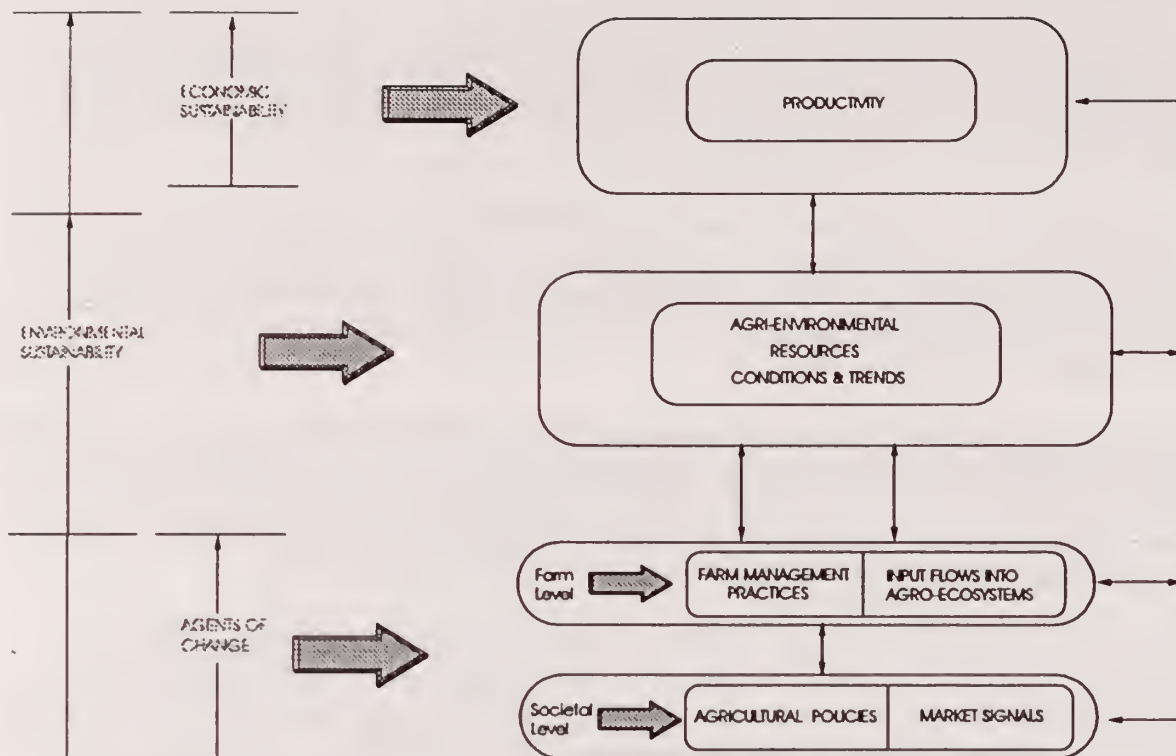 ECONOMIC
SUSTAINABILITY
PRODUCTIVITY
ENVIRONMENTAL
SUSTAINABILITY
AGRI-ENVIRONMENTAL
RESOURCES
CONDITIONS & TRENDS
AGENTS OF
CHANGE
Farm
Level
FARM MANAGEMENT
PRACTICES
INPUT FLOWS INTO
AGRO-ECOSYSTEMS
Societal
Level
AGRICULTURAL POLICIES
MARKET SIGNALS